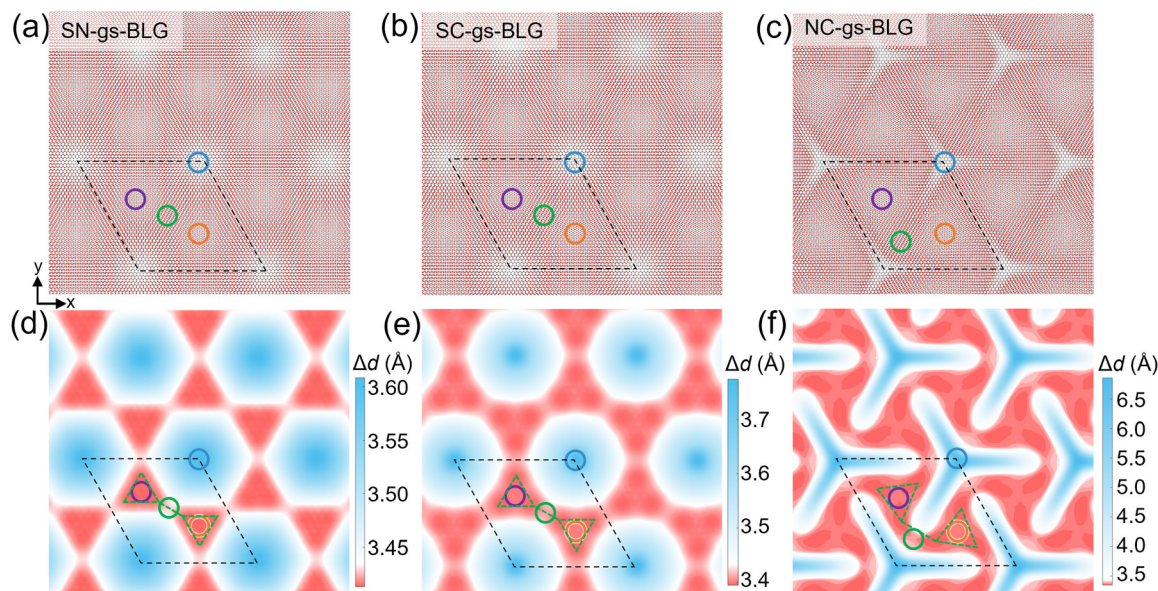 (a) SN-gs-BLG
(b) SC-gs-BLG
(c) NC-gs-BLG
y
x
(d)
Δd (Å)
3.60
3.55
3.50
3.45
(e)
Δd (Å)
3.7
3.6
3.5
3.4
(f)
Δd (Å)
6.5
6.0
5.5
5.0
4.5
4.0
3.5